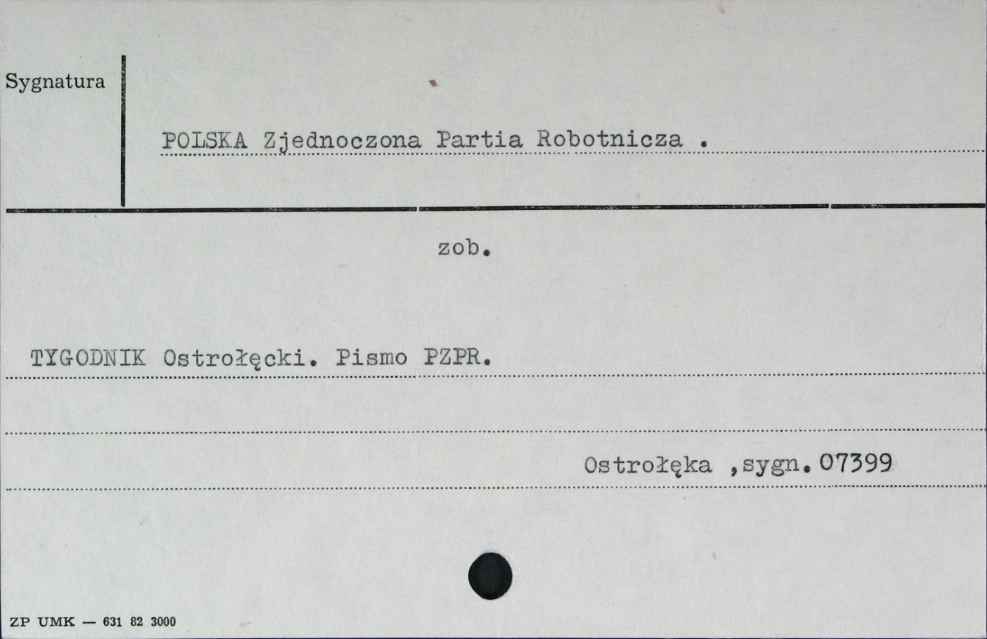 Sygnatura
POLSKA Zjednoczona Partia Robotnicza .
zob.
TYGODNIK Ostrołęcki. Pismo PZPR.
Ostrołęka ,sygn. 07399
ZP UMK — 631 82 3000